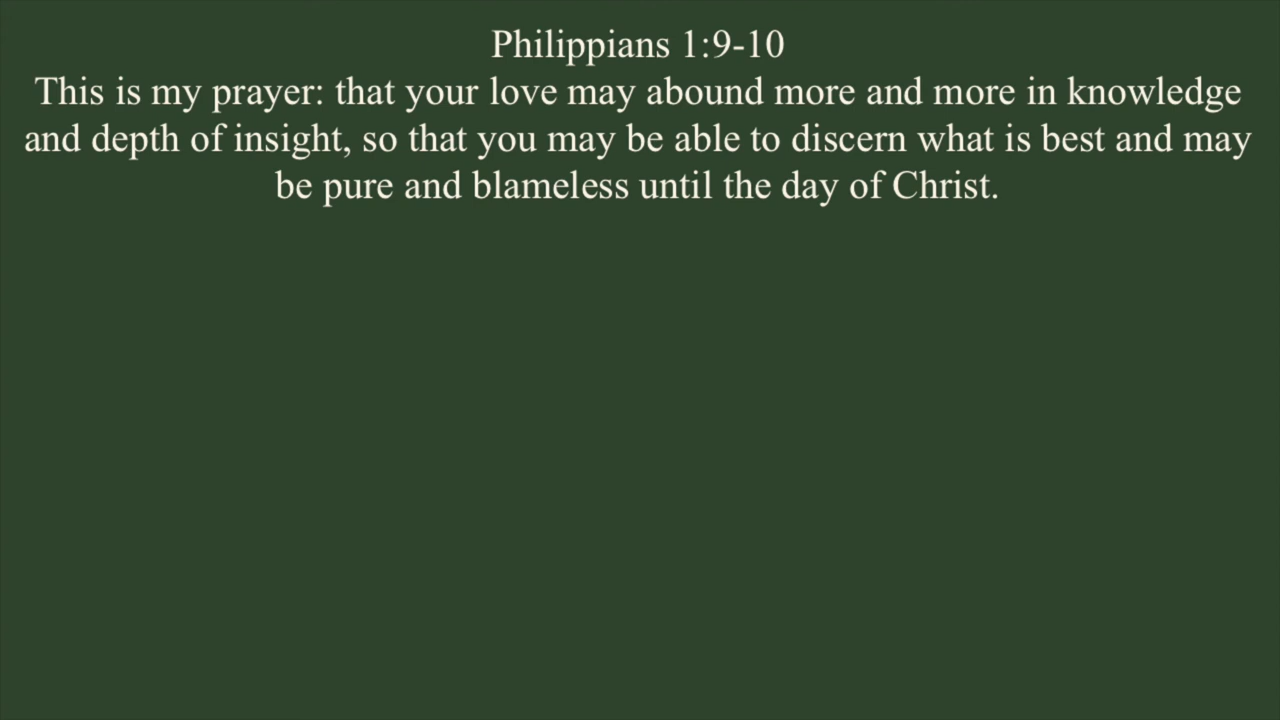 Philippians 1:9-10
This is my prayer: that your love may abound more and more in knowledge
and depth of insight, so that you may be able to discern what is best and may
be pure and blameless until the day of Christ.